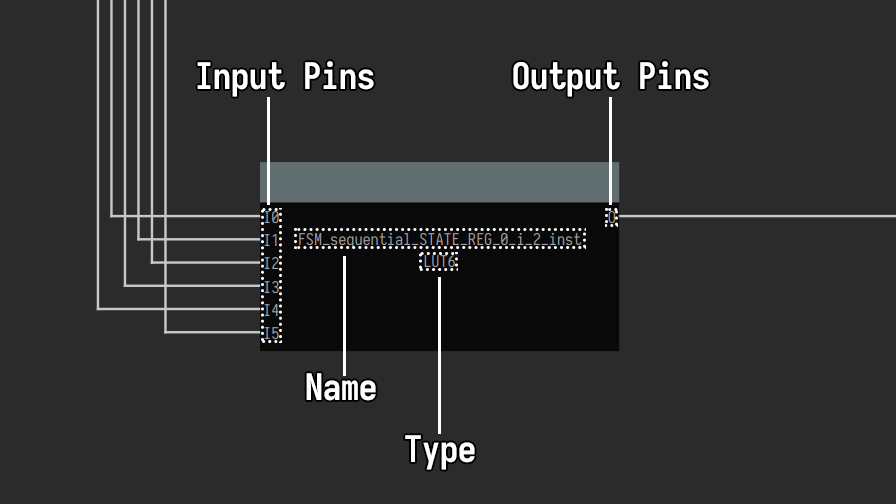 Input Pins
Output Pins
I0
O
I1
FSM_sequential_STATE_REG_0_i_2_inst
I2
LUT6
I3
I4
I5
Name
Type